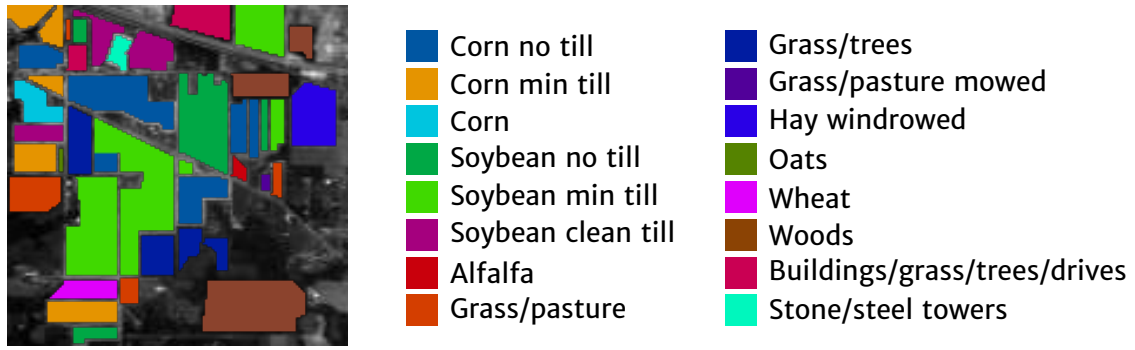 Corn no till
Corn min till
Corn
Soybean no till
Soybean min till
Soybean clean till
Alfalfa
Grass/pasture
Grass/trees
Grass/pasture mowed
Hay windrowed
Oats
Wheat
Woods
Buildings/grass/trees/drives
Stone/steel towers